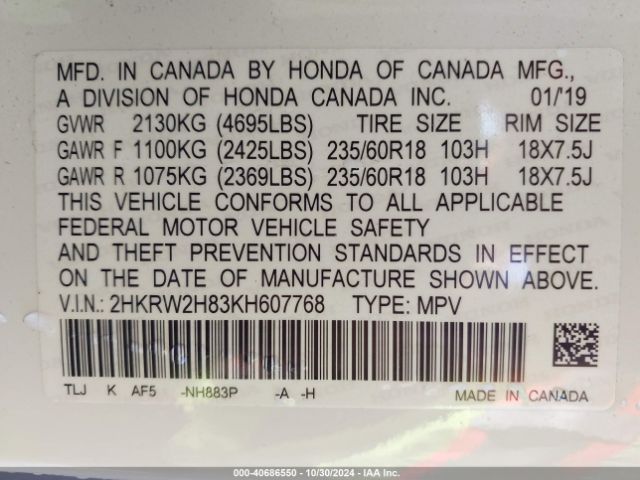 MFD. IN CANADA BY HONDA OF CANADA MFG.,
A DIVISION OF HONDA CANADA INC. 01/19
GVWR 2130KG (4695LBS) TIRE SIZE RIM SIZE
GAWR F 1100KG (2425LBS) 235/60R18 103H 18X7.5J
GAWR R 1075KG (2369LBS) 235/60R18 103H 18X7.5J
THIS VEHICLE CONFORMS TO ALL APPLICABLE
FEDERAL MOTOR VEHICLE SAFETY
AND THEFT PREVENTION STANDARDS IN EFFECT
ON THE DATE OF MANUFACTURE SHOWN ABOVE.
V.I.N.: 2HKRW2H83KH607768 TYPE: MPV
TLJ K AF5 -NH883P -A -H MADE IN CANADA
000-40686550 | 10/30/2024 | IAA Inc.